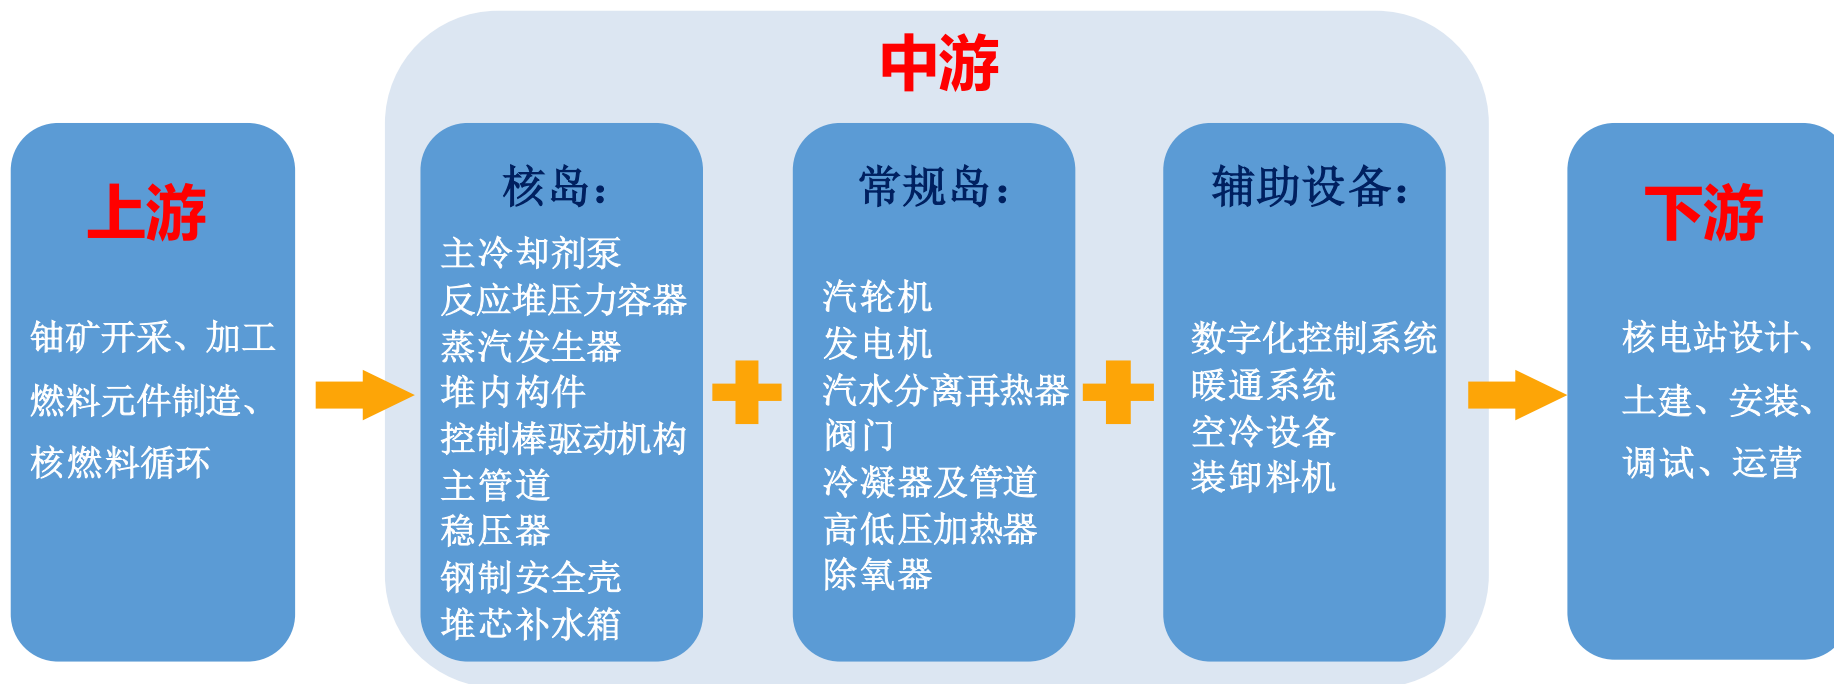 上游
铀矿开采、加工
燃料元件制造、
核燃料循环
中游
核岛：
主冷却剂泵
反应堆压力容器
蒸汽发生器
堆内构件
控制棒驱动机构
主管道
稳压器
钢制安全壳
堆芯补水箱
常规岛：
汽轮机
发电机
汽水分离再热器
阀门
冷凝器及管道
高低压加热器
除氧器
辅助设备：
数字化控制系统
暖通系统
空冷设备
装卸料机
下游
核电站设计、
土建、安装、
调试、运营